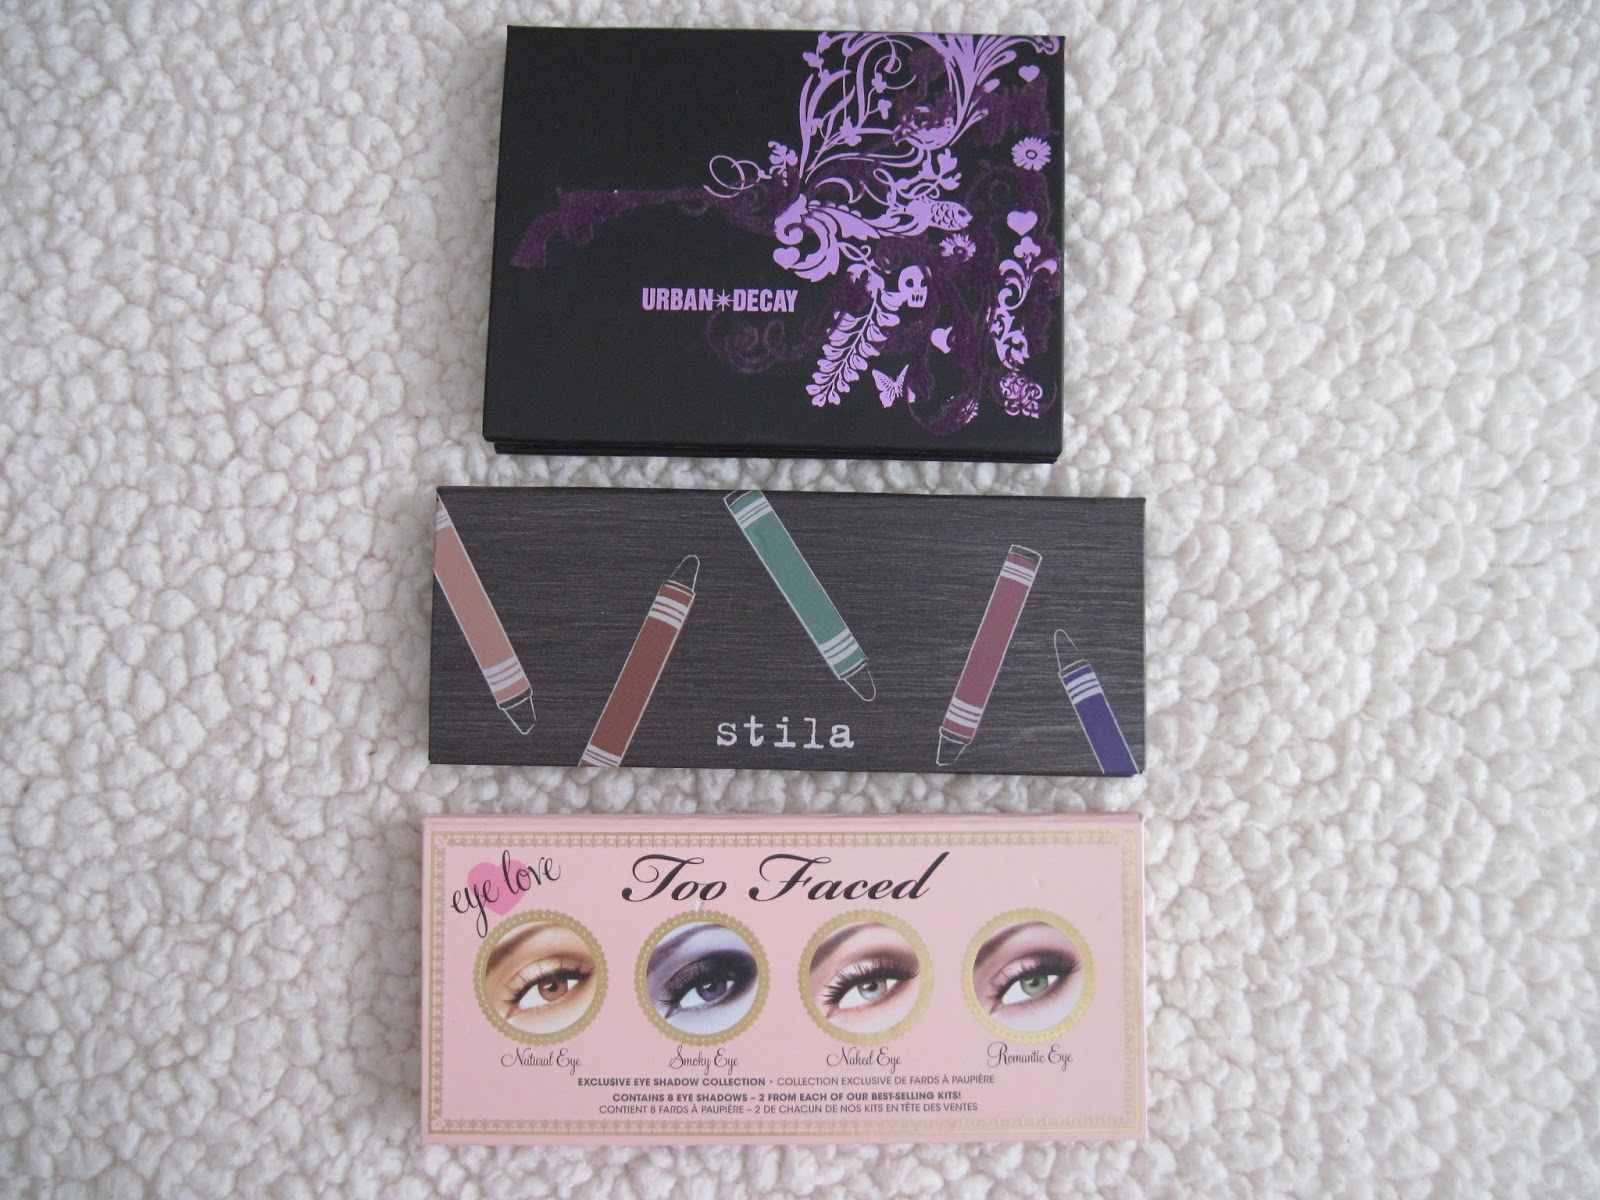 URBAN✴DECAY
stila
eye love
Too Faced
Natural Eye
Smoky Eye
Naked Eye
Romantic Eye
EXCLUSIVE EYE SHADOW COLLECTION • COLLECTION EXCLUSIVE DE FARDS À PAUPIÈRE
CONTAINS 8 EYE SHADOWS – 2 FROM EACH OF OUR BEST-SELLING KITS!
CONTIENT 8 FARDS À PAUPIÈRE – 2 DE CHACUN DE NOS KITS EN TÊTE DES VENTES